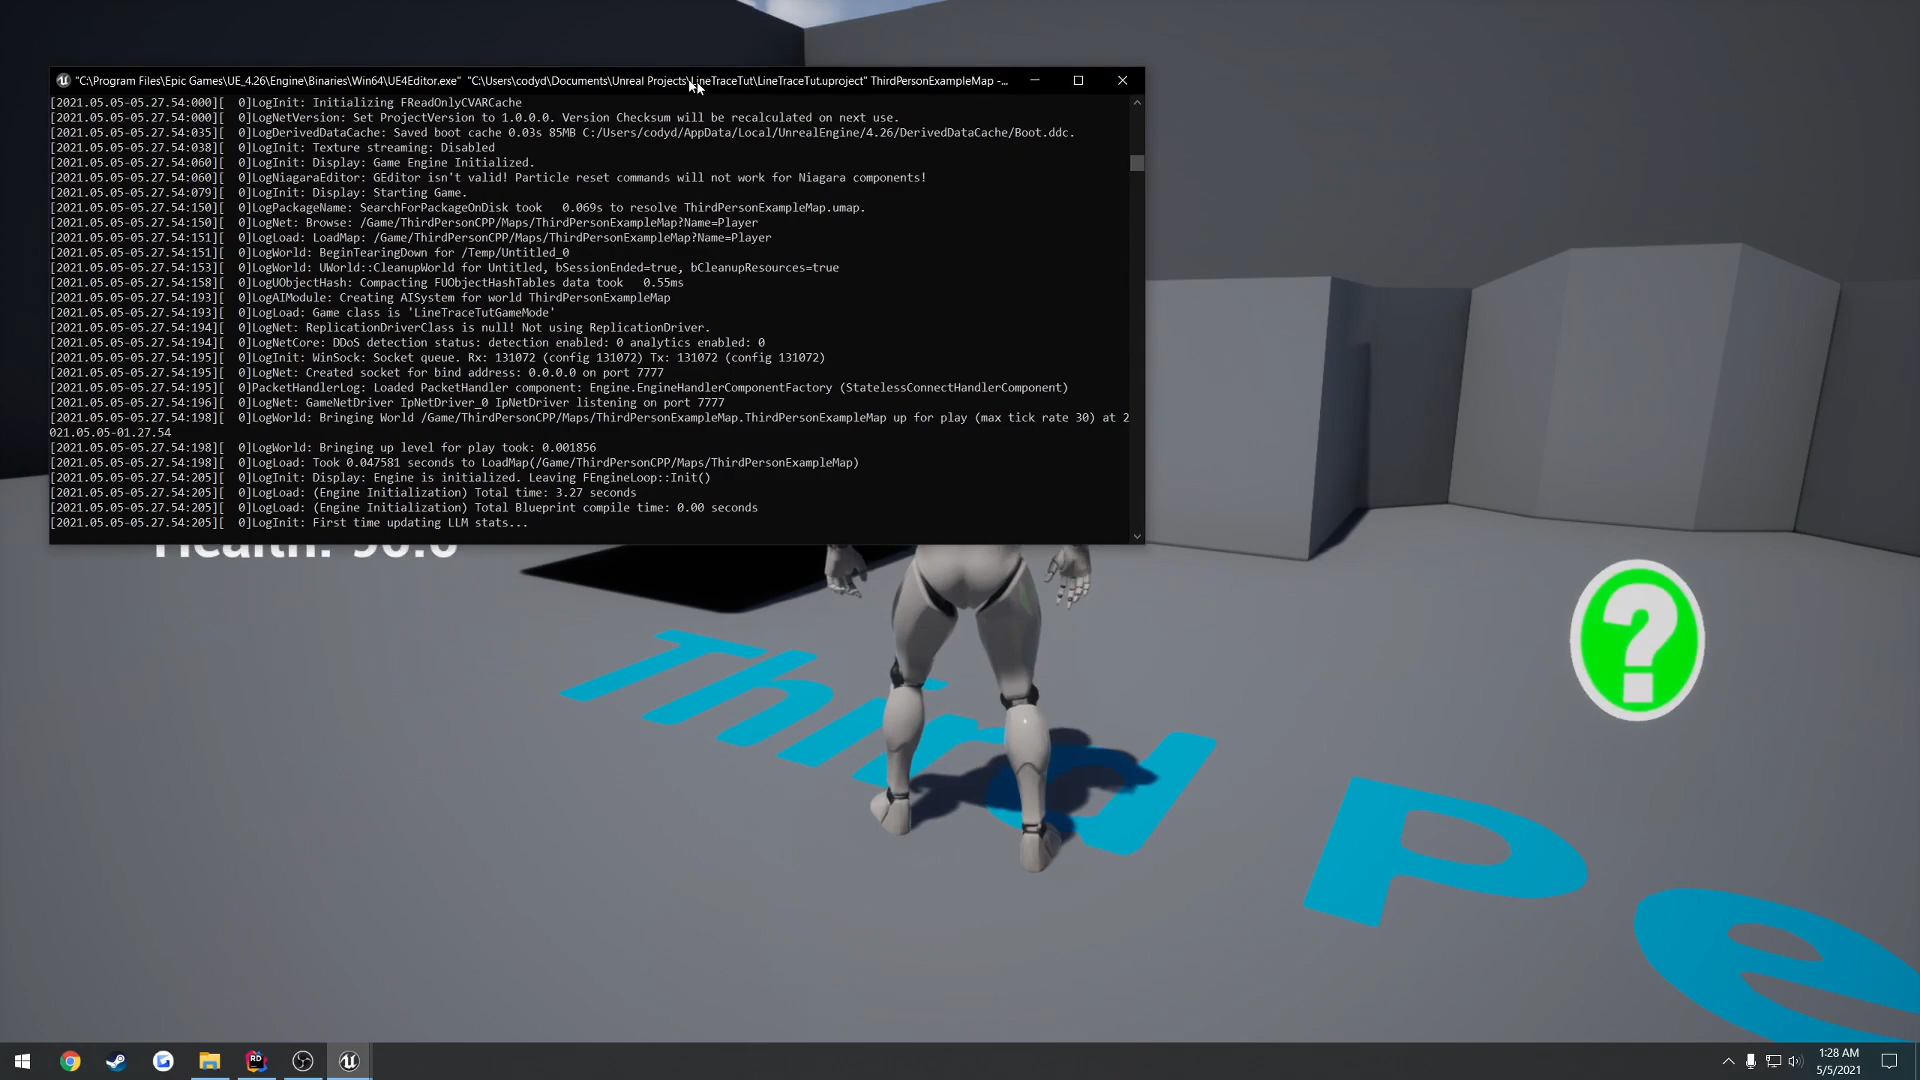 "C:\Program Files\Epic Games\UE_4.26\Engine\Binaries\Win64\UE4Editor.exe" "C:\Users\codyd\Documents\Unreal Projects\LineTraceTut\LineTraceTut.uproject" ThirdPersonExampleMap -...
[2021.05.05-05.27.54:000][  0]LogInit: Initializing FReadOnlyCVARCache
[2021.05.05-05.27.54:000][  0]LogNetVersion: Set ProjectVersion to 1.0.0.0. Version Checksum will be recalculated on next use.
[2021.05.05-05.27.54:035][  0]LogDerivedDataCache: Saved boot cache 0.03s 85MB C:/Users/codyd/AppData/Local/UnrealEngine/4.26/DerivedDataCache/Boot.ddc.
[2021.05.05-05.27.54:038][  0]LogInit: Texture streaming: Disabled
[2021.05.05-05.27.54:060][  0]LogInit: Display: Game Engine Initialized.
[2021.05.05-05.27.54:060][  0]LogNiagaraEditor: GEditor isn't valid! Particle reset commands will not work for Niagara components!
[2021.05.05-05.27.54:079][  0]LogInit: Display: Starting Game.
[2021.05.05-05.27.54:150][  0]LogPackageName: SearchForPackageOnDisk took   0.069s to resolve ThirdPersonExampleMap.umap.
[2021.05.05-05.27.54:150][  0]LogNet: Browse: /Game/ThirdPersonCPP/Maps/ThirdPersonExampleMap?Name=Player
[2021.05.05-05.27.54:151][  0]LogLoad: LoadMap: /Game/ThirdPersonCPP/Maps/ThirdPersonExampleMap?Name=Player
[2021.05.05-05.27.54:151][  0]LogWorld: BeginTearingDown for /Temp/Untitled_0
[2021.05.05-05.27.54:153][  0]LogWorld: UWorld::CleanupWorld for Untitled, bSessionEnded=true, bCleanupResources=true
[2021.05.05-05.27.54:158][  0]LogUObjectHash: Compacting FUObjectHashTables data took   0.55ms
[2021.05.05-05.27.54:193][  0]LogAIModule: Creating AISystem for world ThirdPersonExampleMap
[2021.05.05-05.27.54:193][  0]LogLoad: Game class is 'LineTraceTutGameMode'
[2021.05.05-05.27.54:194][  0]LogNet: ReplicationDriverClass is null! Not using ReplicationDriver.
[2021.05.05-05.27.54:194][  0]LogNetCore: DDoS detection status: detection enabled: 0 analytics enabled: 0
[2021.05.05-05.27.54:195][  0]LogInit: WinSock: Socket queue. Rx: 131072 (config 131072) Tx: 131072 (config 131072)
[2021.05.05-05.27.54:195][  0]LogNet: Created socket for bind address: 0.0.0.0 on port 7777
[2021.05.05-05.27.54:195][  0]PacketHandlerLog: Loaded PacketHandler component: Engine.EngineHandlerComponentFactory (StatelessConnectHandlerComponent)
[2021.05.05-05.27.54:196][  0]LogNet: GameNetDriver IpNetDriver_0 IpNetDriver listening on port 7777
[2021.05.05-05.27.54:198][  0]LogWorld: Bringing World /Game/ThirdPersonCPP/Maps/ThirdPersonExampleMap.ThirdPersonExampleMap up for play (max tick rate 30) at 2
021.05.05-01.27.54
[2021.05.05-05.27.54:198][  0]LogWorld: Bringing up level for play took: 0.001856
[2021.05.05-05.27.54:198][  0]LogLoad: Took 0.047581 seconds to LoadMap(/Game/ThirdPersonCPP/Maps/ThirdPersonExampleMap)
[2021.05.05-05.27.54:205][  0]LogInit: Display: Engine is initialized. Leaving FEngineLoop::Init()
[2021.05.05-05.27.54:205][  0]LogLoad: (Engine Initialization) Total time: 3.27 seconds
[2021.05.05-05.27.54:205][  0]LogLoad: (Engine Initialization) Total Blueprint compile time: 0.00 seconds
[2021.05.05-05.27.54:205][  0]LogInit: First time updating LLM stats...
Health: 90.0
?
Third Pe
RD
1:28 AM
5/5/2021